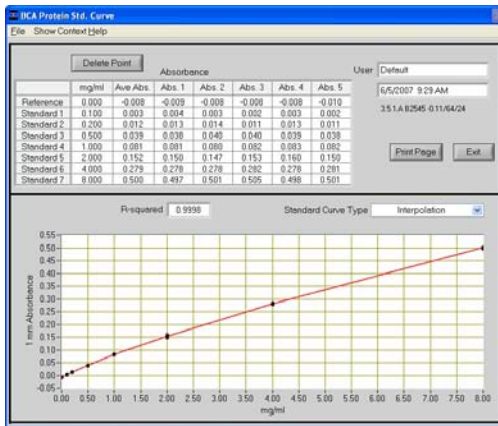 BCA Protein Std. Curve
File Show Context Help
Delete Point
Absorbance
User Default
6/5/2007 9:29 AM
3.5.1.A B2545 -0.11/64/24
Print Page Exit
mg/ml Ave Abs. Abs. 1 Abs. 2 Abs. 3 Abs. 4 Abs. 5
Reference 0.000 -0.008 -0.009 -0.008 -0.008 -0.008 -0.010
Standard 1 0.100 0.003 0.004 0.003 0.002 0.003 0.002
Standard 2 0.200 0.012 0.013 0.014 0.011 0.013 0.011
Standard 3 0.500 0.039 0.038 0.040 0.040 0.039 0.038
Standard 4 1.000 0.081 0.081 0.080 0.082 0.083 0.082
Standard 5 2.000 0.152 0.150 0.147 0.153 0.160 0.150
Standard 6 4.000 0.279 0.278 0.278 0.282 0.278 0.281
Standard 7 8.000 0.500 0.497 0.501 0.505 0.498 0.501
R-squared 0.9998
Standard Curve Type Interpolation
1 mm Absorbance
0.55
0.50
0.45
0.40
0.35
0.30
0.25
0.20
0.15
0.10
0.05
0.00
-0.05
0.00 0.50 1.00 1.50 2.00 2.50 3.00 3.50 4.00 4.50 5.00 5.50 6.00 6.50 7.00 7.50 8.00
mg/ml